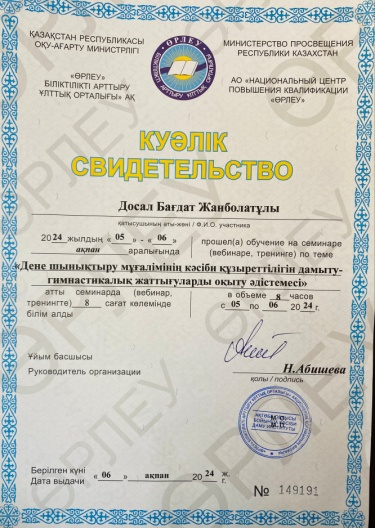 ҚАЗАҚСТАН РЕСПУБЛИКАСЫ
ОҚУ-АҒАРТУ МИНИСТРЛІГІ
«ӨРЛЕУ»
БІЛІКТІЛІКТІ АРТТЫРУ
ҰЛТТЫҚ ОРТАЛЫҒЫ» АҚ
ӨРЛЕУ
МИНИСТЕРСТВО ПРОСВЕЩЕНИЯ
РЕСПУБЛИКИ КАЗАХСТАН
АО «НАЦИОНАЛЬНЫЙ ЦЕНТР
ПОВЫШЕНИЯ КВАЛИФИКАЦИИ
«ӨРЛЕУ»
КУӘЛІК
СВИДЕТЕЛЬСТВО
Досал Бағдат Жанболатұлы
қатысушының аты-жөні / Ф.И.О. участника
2024 жылдың « 05 » - « 06 »
ақпан аралығында
прошел(а) обучение на семинаре
(вебинаре, тренинге) по теме
«Дене шынықтыру мұғалімінің кәсіби құзыреттілігін дамыту-
гимнастикалық жаттығуларды оқыту әдістемесі»
атты семинарда (вебинар,
тренингте) 8 сағат көлемінде
білім алды
в объеме 8 часов
с 05 по 06 2024 г.
Ұйым басшысы
Руководитель организации
Н.Абишева
қолы / подпись
М.О.
Берілген күні
Дата выдачи « 06 » ақпан 2024 ж.
г.
№ 149191